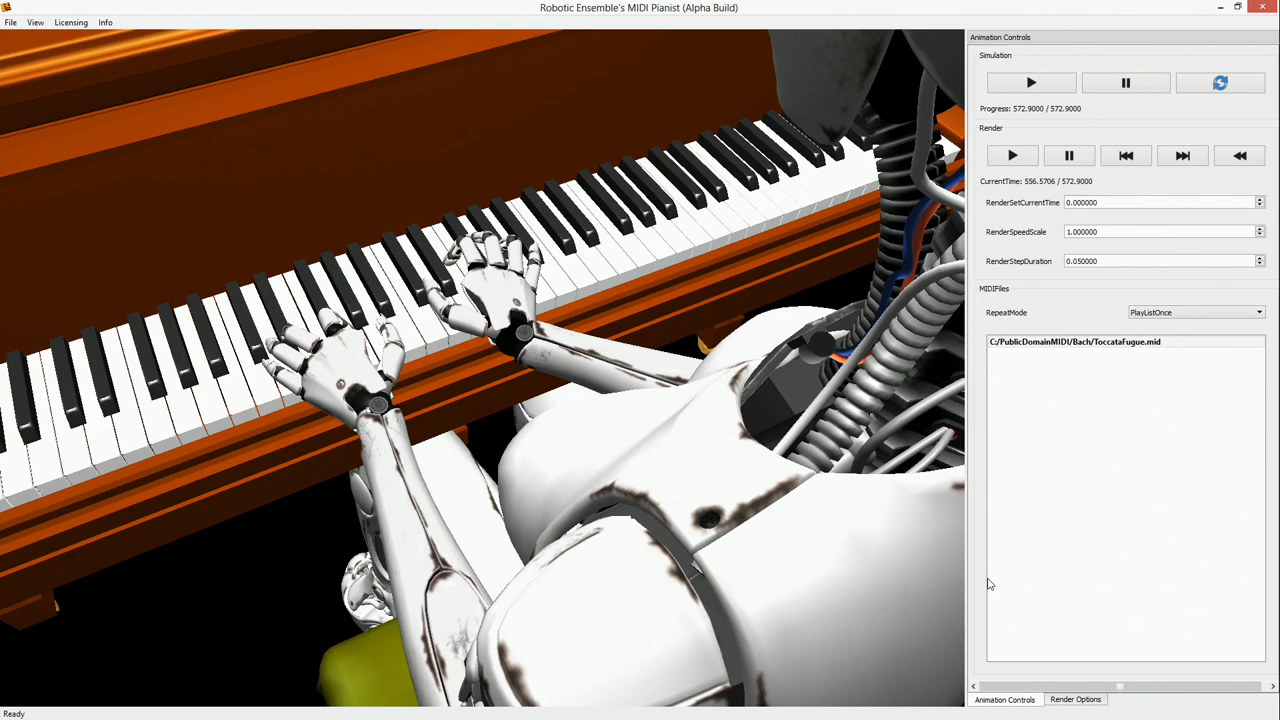 Robotic Ensemble's MIDI Pianist (Alpha Build)
File View Licensing Info
Animation Controls
Simulation
Progress: 572.9000 / 572.9000
Render
CurrentTime: 556.5706 / 572.9000
RenderSetCurrentTime 0.000000
RenderSpeedScale 1.000000
RenderStepDuration 0.050000
MIDIFiles
RepeatMode PlayListOnce
C:/PublicDomainMIDI/Bach/ToccataFugue.mid
Animation Controls Render Options
Ready